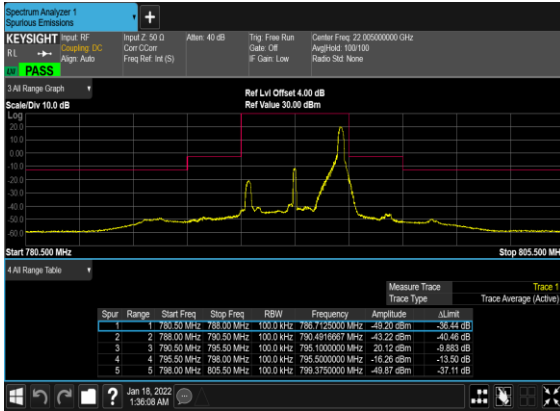 Spectrum Analyzer 1
Spurious Emissions
KEYSIGHT
Input: RF
Input Z: 50 Ω
Atten: 40 dB
Trig: Free Run
Center Freq: 22.005000000 GHz
RL
Coupling: DC
Corr CCorr
Gate: Off
Avg|Hold: 100/100
Align: Auto
Freq Ref: Int (S)
IF Gain: Low
Radio Std: None
PASS
3 All Range Graph
Ref Lvl Offset 4.00 dB
Scale/Div 10.0 dB
Ref Value 30.00 dBm
Log
20.0
10.0
0.00
-10.0
-20.0
-30.0
-40.0
-50.0
-60.0
Start 780.500 MHz
Stop 805.500 MHz
4 All Range Table
Measure Trace
Trace 1
Trace Type
Trace Average (Active)
Spur Range Start Freq Stop Freq RBW Frequency Amplitude ΔLimit
1 1 780.50 MHz 788.00 MHz 100.0 kHz 786.7125000 MHz -49.20 dBm -36.44 dB
2 2 788.00 MHz 790.50 MHz 100.0 kHz 790.4916667 MHz -43.22 dBm -40.46 dB
3 3 790.50 MHz 795.50 MHz 100.0 kHz 795.1000000 MHz 20.12 dBm -9.883 dB
4 4 795.50 MHz 798.00 MHz 100.0 kHz 795.5000000 MHz -16.26 dBm -13.50 dB
5 5 798.00 MHz 805.50 MHz 100.0 kHz 799.3750000 MHz -49.87 dBm -37.11 dB
Jan 18, 2022
1:36:08 AM